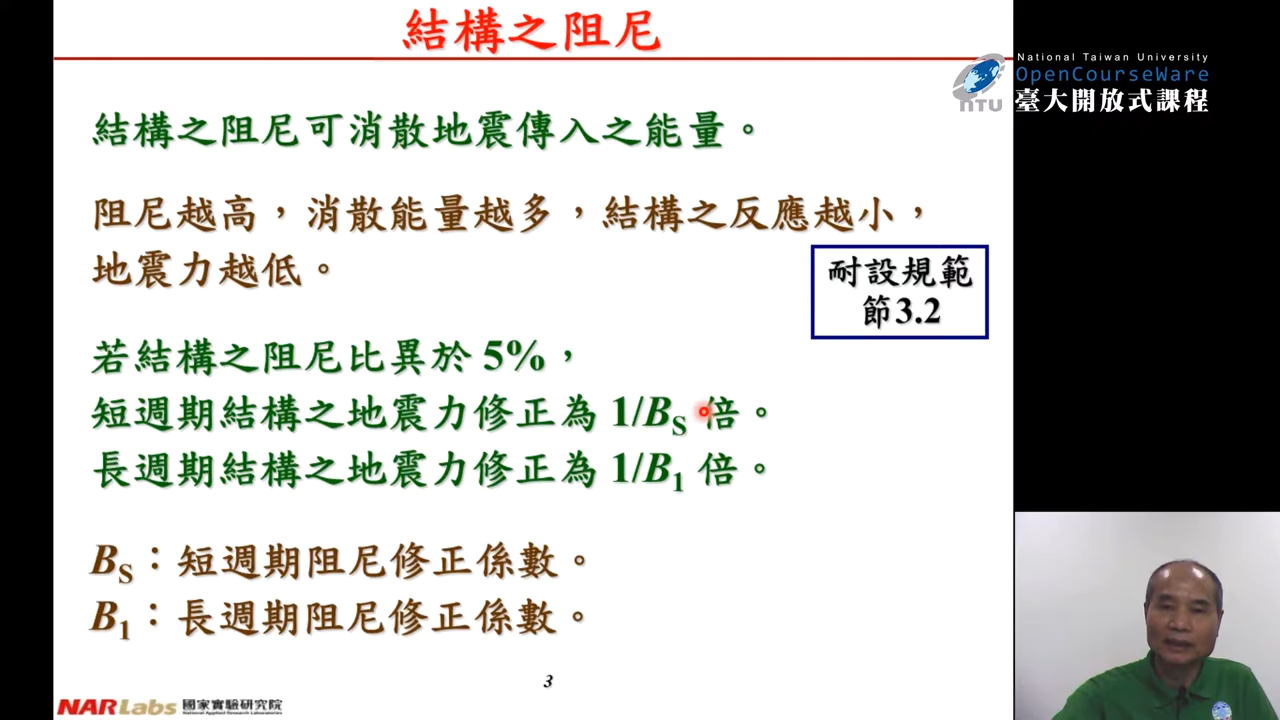 結構之阻尼
National Taiwan University
OpenCourseWare
臺大開放式課程
NTU
結構之阻尼可消散地震傳入之能量。
阻尼越高，消散能量越多，結構之反應越小，
地震力越低。
耐設規範
節3.2
若結構之阻尼比異於 5%，
短週期結構之地震力修正為 1/BS 倍。
長週期結構之地震力修正為 1/B1 倍。
BS：短週期阻尼修正係數。
B1：長週期阻尼修正係數。
3
NARLabs 國家實驗研究院
National Applied Research Laboratories